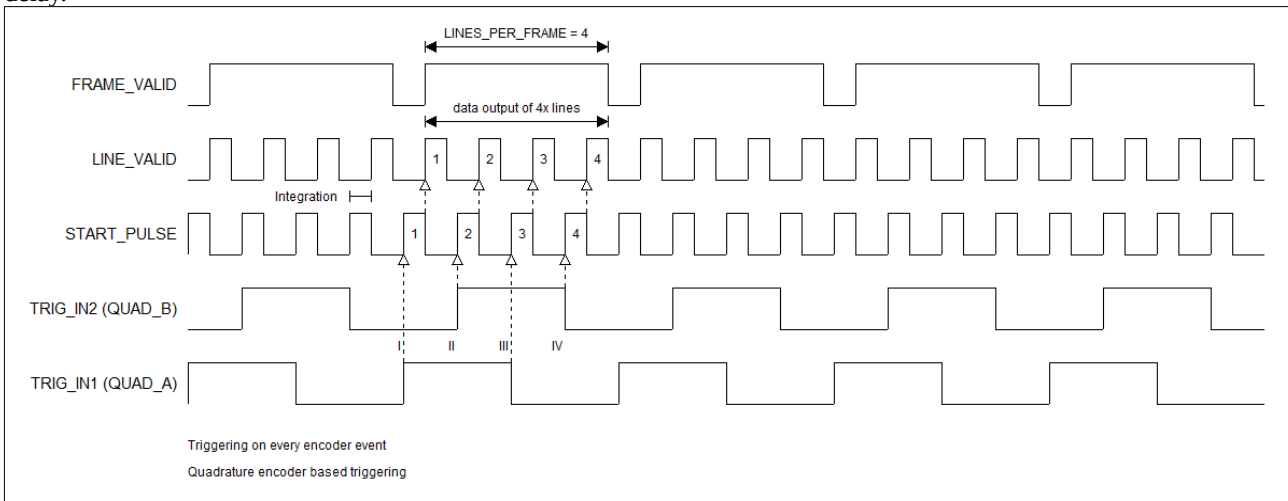 delay.
LINES_PER_FRAME = 4
FRAME_VALID
data output of 4x lines
LINE_VALID
1 2 3 4
Integration
START_PULSE
1 2 3 4
TRIG_IN2 (QUAD_B)
I II III IV
TRIG_IN1 (QUAD_A)
Triggering on every encoder event
Quadrature encoder based triggering